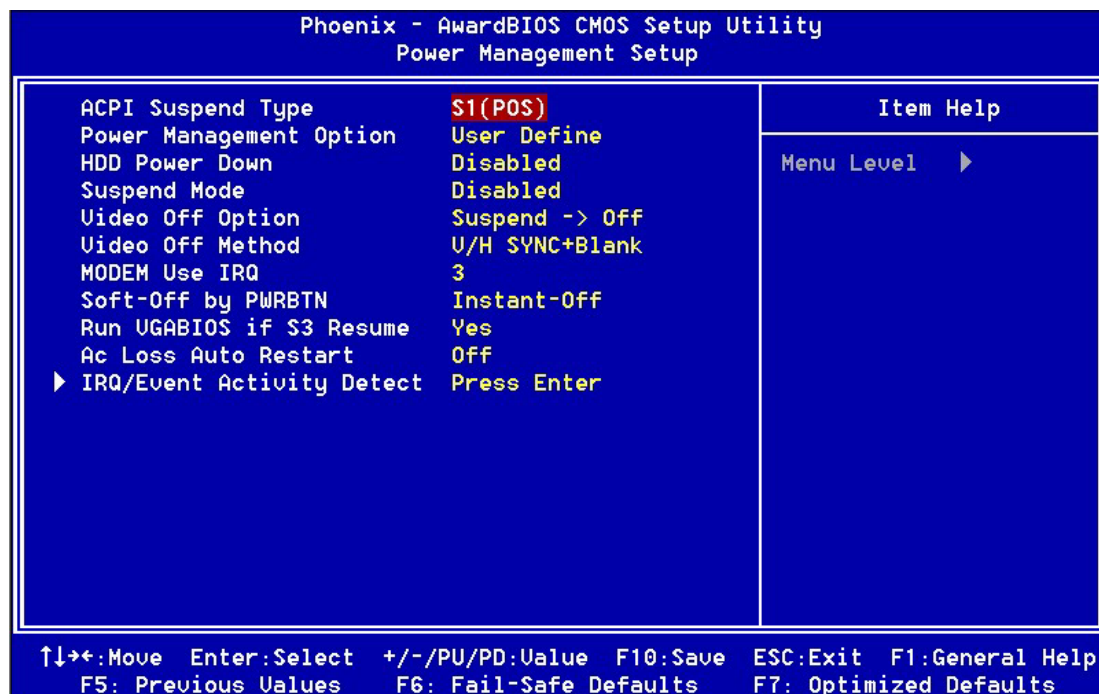 Phoenix - AwardBIOS CMOS Setup Utility
Power Management Setup
ACPI Suspend Type S1(POS)
Power Management Option User Define
HDD Power Down Disabled
Suspend Mode Disabled
Video Off Option Suspend -> Off
Video Off Method V/H SYNC+Blank
MODEM Use IRQ 3
Soft-Off by PWRBTN Instant-Off
Run VGABIOS if S3 Resume Yes
Ac Loss Auto Restart Off
▶ IRQ/Event Activity Detect Press Enter
Item Help
Menu Level ▶
↑↓→←:Move Enter:Select +/-/PU/PD:Value F10:Save ESC:Exit F1:General Help
F5: Previous Values F6: Fail-Safe Defaults F7: Optimized Defaults